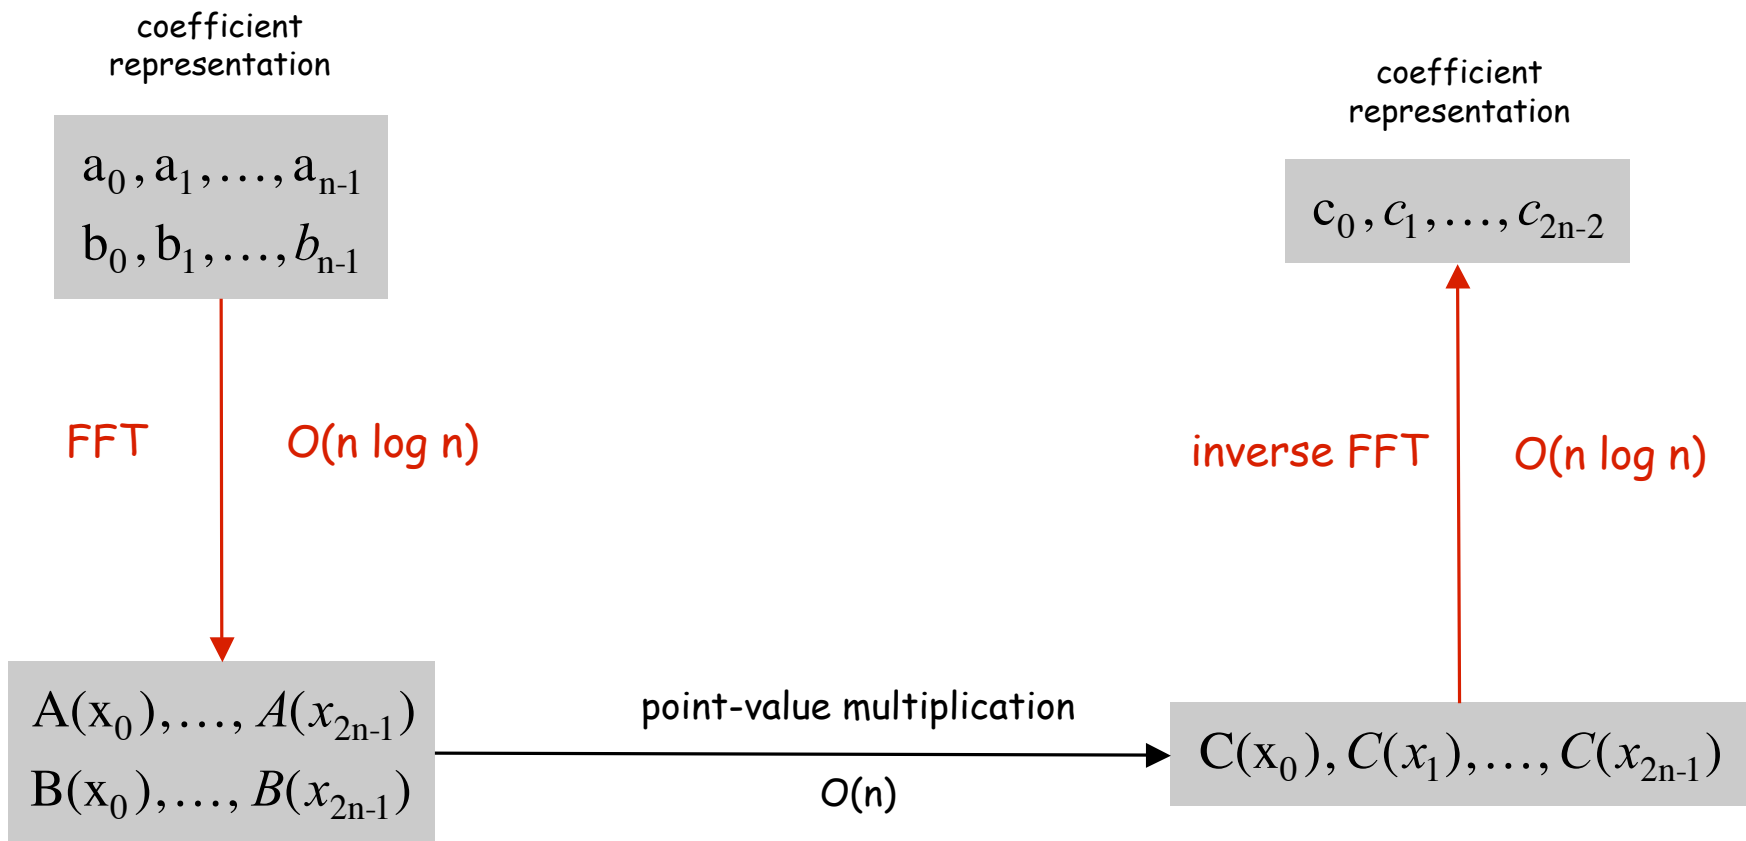 coefficient
representation
a₀, a₁, ..., aₙ₋₁
b₀, b₁, ..., bₙ₋₁
FFT
O(n log n)
A(x₀), ..., A(x₂ₙ₋₁)
B(x₀), ..., B(x₂ₙ₋₁)
point-value multiplication
O(n)
coefficient
representation
c₀, c₁, ..., c₂ₙ₋₂
inverse FFT
O(n log n)
C(x₀), C(x₁), ..., C(x₂ₙ₋₁)